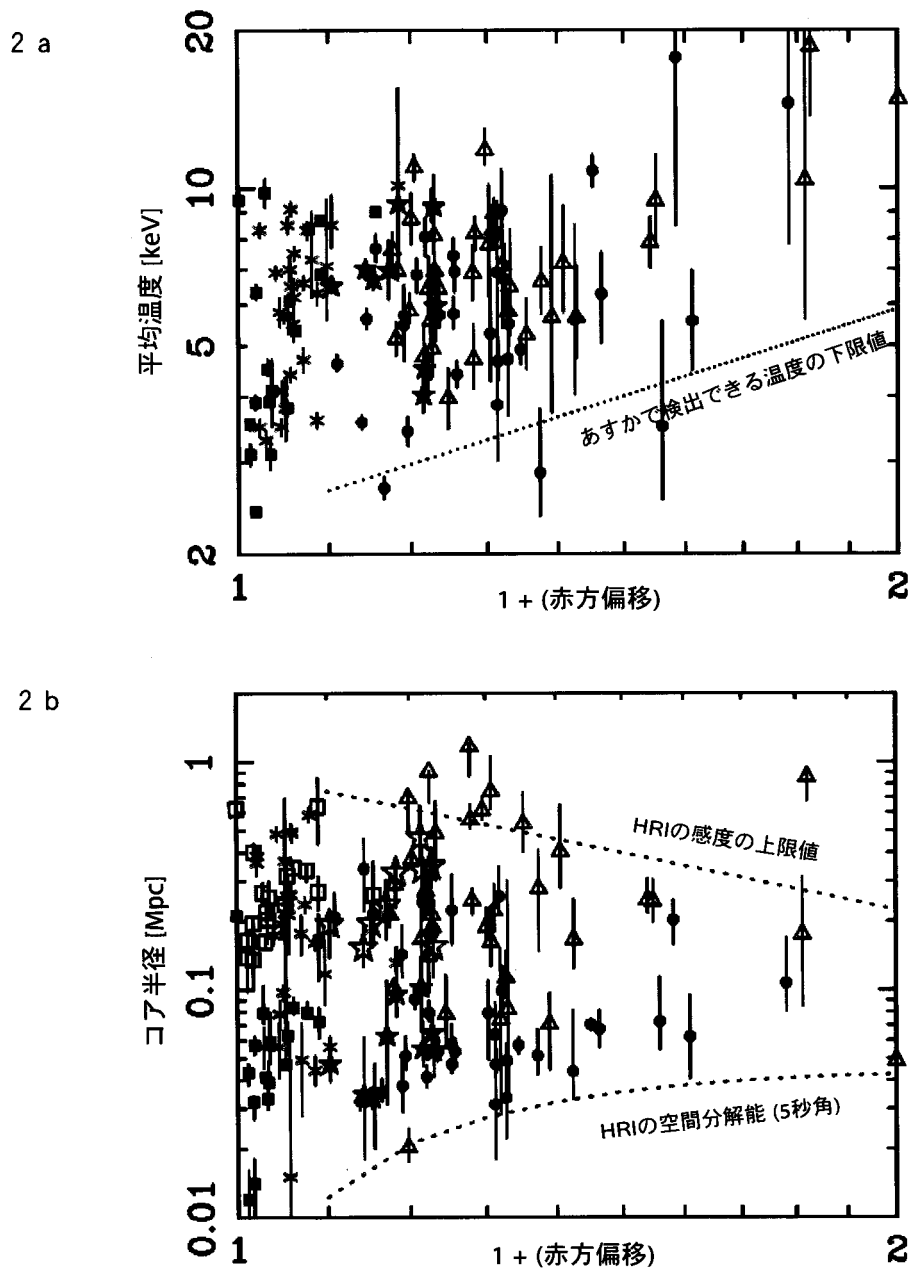 2 a
20
10
5
2
平均温度 [keV]
あすかで検出できる温度の下限値
1
2
1 + (赤方偏移)
2 b
1
0.1
0.01
コア半径 [Mpc]
HRIの感度の上限値
HRIの空間分解能 (5秒角)
1
2
1 + (赤方偏移)